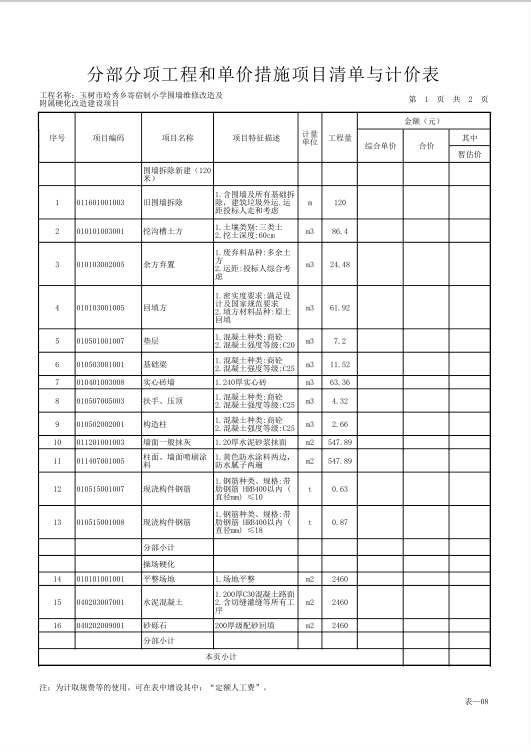 分部分项工程和单价措施项目清单与计价表
工程名称：玉树市哈秀乡寄宿制小学围墙维修改造及
附属硬化改造建设项目
第 1 页 共 2 页
序号 项目编码 项目名称 项目特征描述 计量单位 工程量 金额（元）
综合单价 合价 其中
暂估价
围墙拆除新建（120
米）
1 011601001003 旧围墙拆除 1.含围墙及所有基础拆
除，建筑垃圾外运.运
距投标人走和考虑 m 120
2 010101003001 挖沟槽土方 1.土壤类别:三类土
2.挖土深度:60cm m3 86.4
3 010103002005 余方弃置 1.废弃料品种:多余土
方
2.运距:投标人综合考
虑 m3 24.48
4 010103001005 回填方 1.密实度要求:满足设
计及国家规范要求
2.填方材料品种:原土
回填 m3 61.92
5 010501001007 垫层 1.混凝土种类:商砼
2.混凝土强度等级:C20 m3 7.2
6 010503001001 基础梁 1.混凝土种类:商砼
2.混凝土强度等级:C25 m3 11.52
7 010401003008 实心砖墙 1.240厚实心砖 m3 63.36
8 010507005003 扶手、压顶 1.混凝土种类:商砼
2.混凝土强度等级:C25 m3 4.32
9 010502002001 构造柱 1.混凝土种类:商砼
2.混凝土强度等级:C25 m3 2.66
10 011201001003 墙面一般抹灰 1.20厚水泥砂浆抹面 m2 547.89
11 011407001005 柱面、墙面喷刷涂
料 1.黄色防水涂料两边,
防水腻子两遍 m2 547.89
12 010515001007 现浇构件钢筋 1.钢筋种类、规格:带
肋钢筋 HRB400以内（
直径mm）≤10 t 0.63
13 010515001008 现浇构件钢筋 1.钢筋种类、规格:带
肋钢筋 HRB400以内（
直径mm）≤18 t 0.87
分部小计
操场硬化
14 010101001001 平整场地 1.场地平整 m2 2460
15 040203007001 水泥混凝土 1.200厚C30混凝土路面
2.含切缝灌缝等所有工
序 m2 2460
16 040202009001 砂砾石 200厚级配砂回填 m2 2460
分部小计
本页小计
注：为计取规费等的使用，可在表中增设其中：“定额人工费”。
表—08